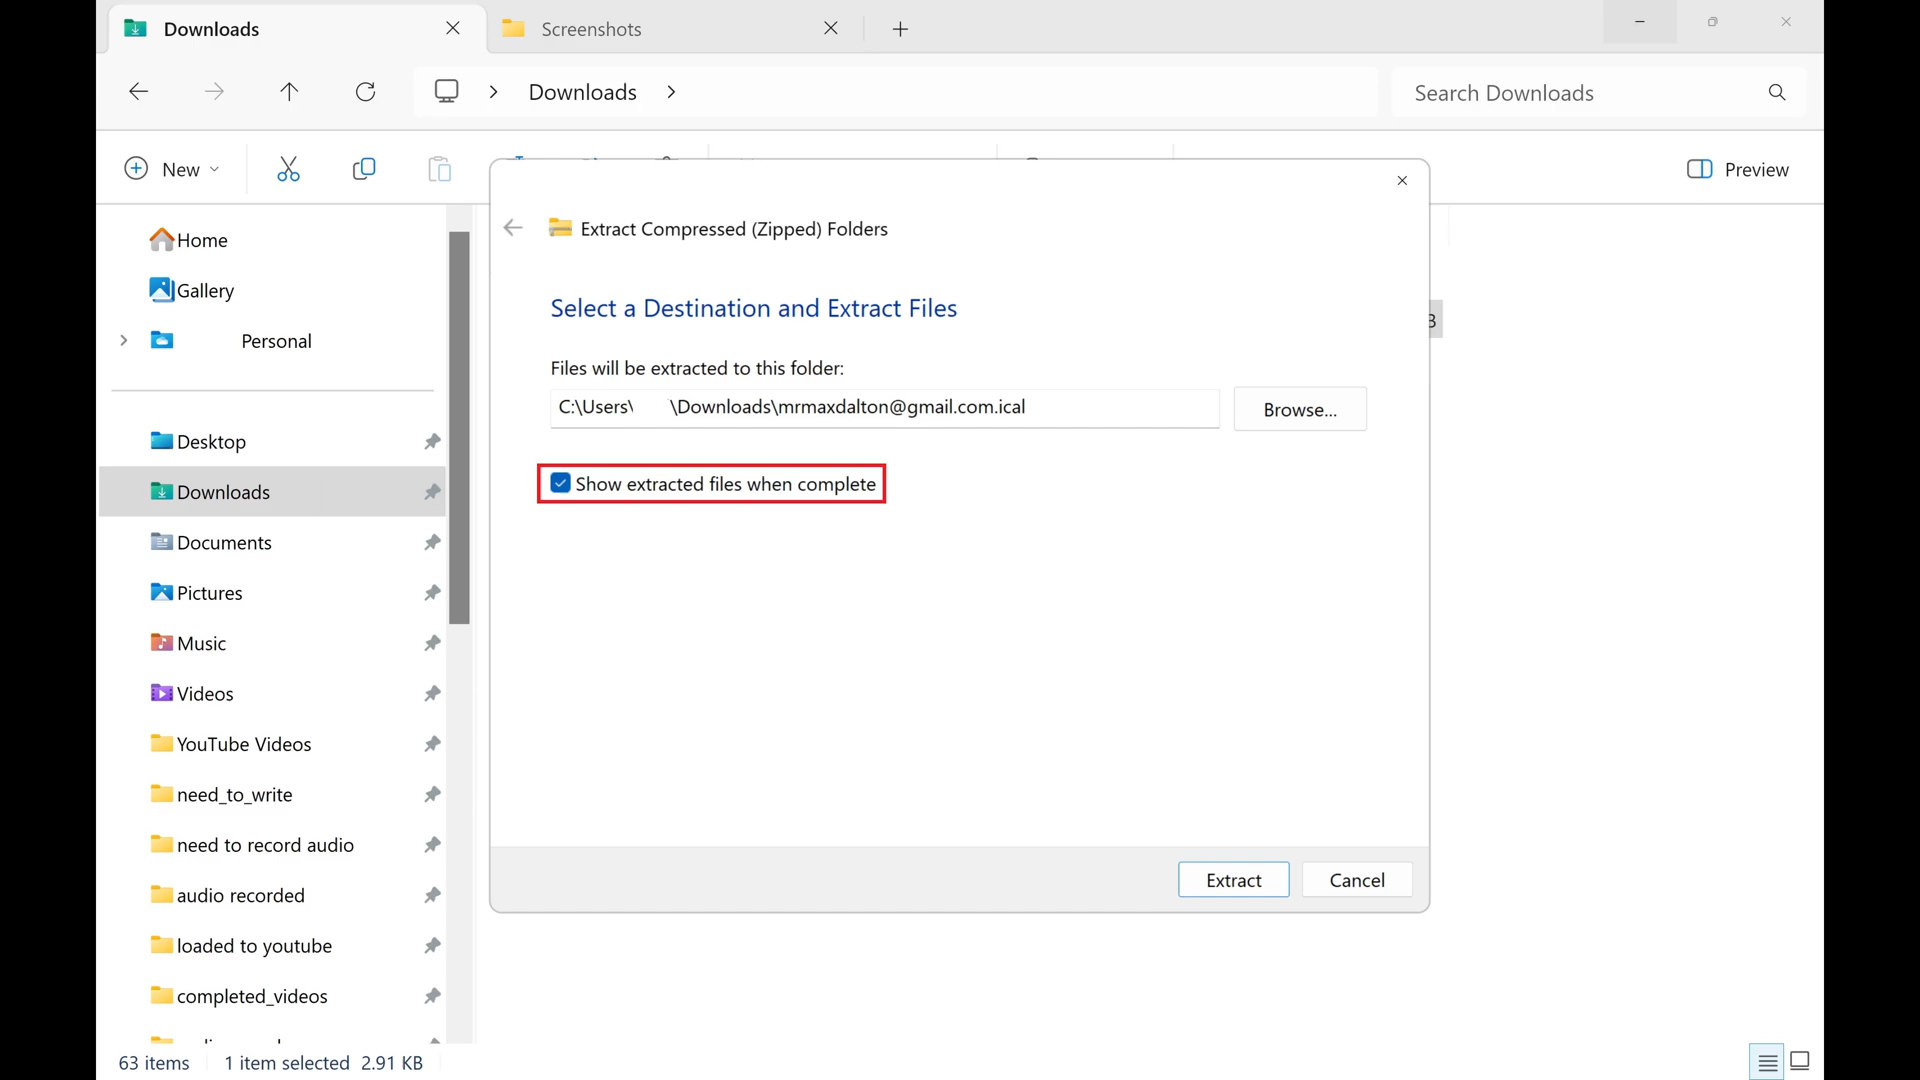 Downloads
Screenshots
Downloads
Search Downloads
New
Preview
Home
Gallery
Personal
Desktop
Downloads
Documents
Pictures
Music
Videos
YouTube Videos
need_to_write
need to record audio
audio recorded
loaded to youtube
completed_videos
Extract Compressed (Zipped) Folders
Select a Destination and Extract Files
Files will be extracted to this folder:
C:\Users\ \Downloads\mrmaxdalton@gmail.com.ical
Browse...
Show extracted files when complete
Extract
Cancel
63 items
1 item selected 2.91 KB